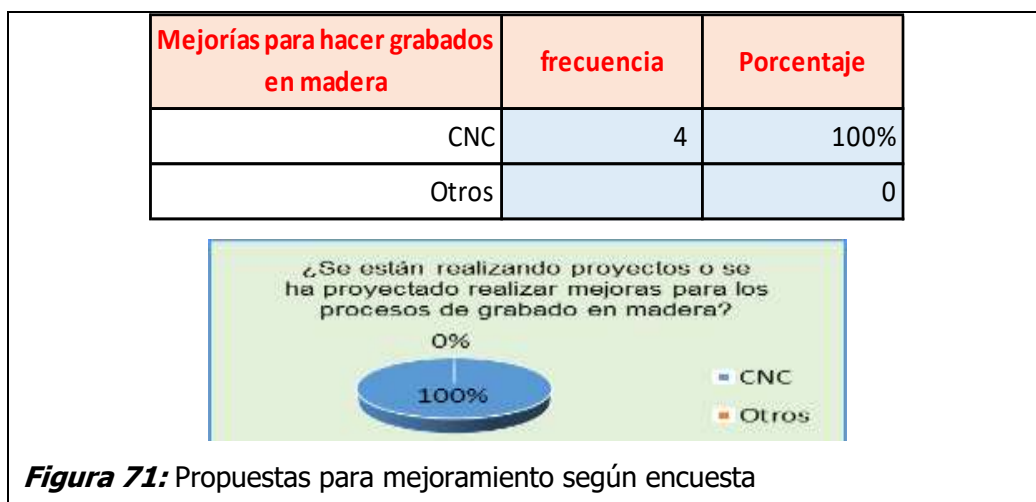 Mejorías para hacer grabados
en madera
frecuencia
Porcentaje
CNC 4 100%
Otros 0
¿Se están realizando proyectos o se
ha proyectado realizar mejoras para los
procesos de grabado en madera?
0%
100%
CNC
Otros
Figura 71: Propuestas para mejoramiento según encuesta